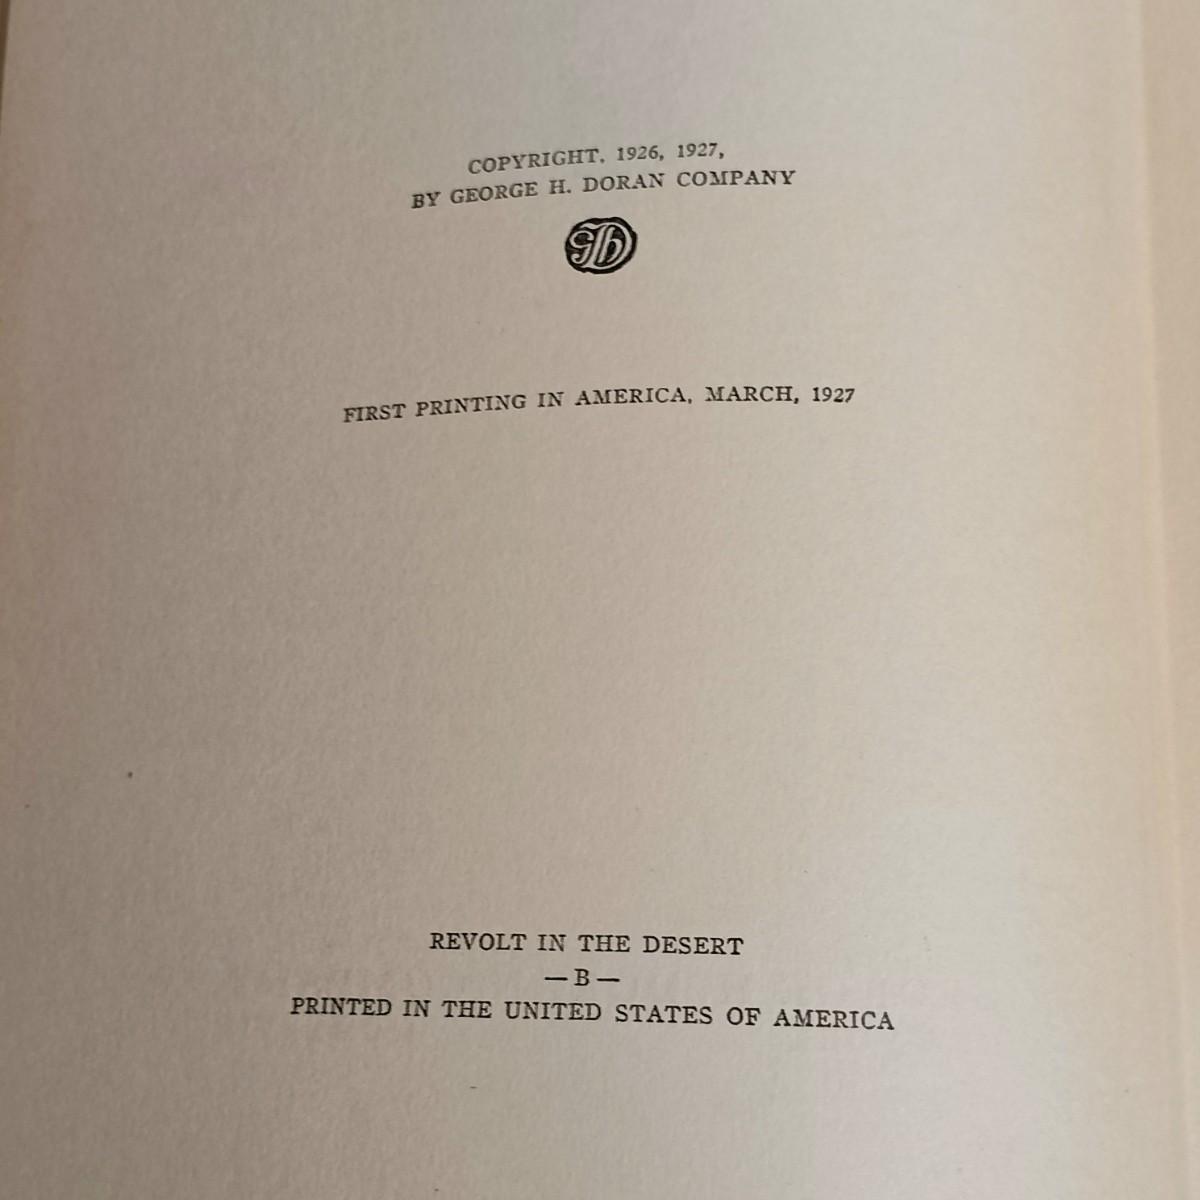 COPYRIGHT, 1926, 1927,
BY GEORGE H. DORAN COMPANY
GHD
FIRST PRINTING IN AMERICA, MARCH, 1927
REVOLT IN THE DESERT
— B —
PRINTED IN THE UNITED STATES OF AMERICA